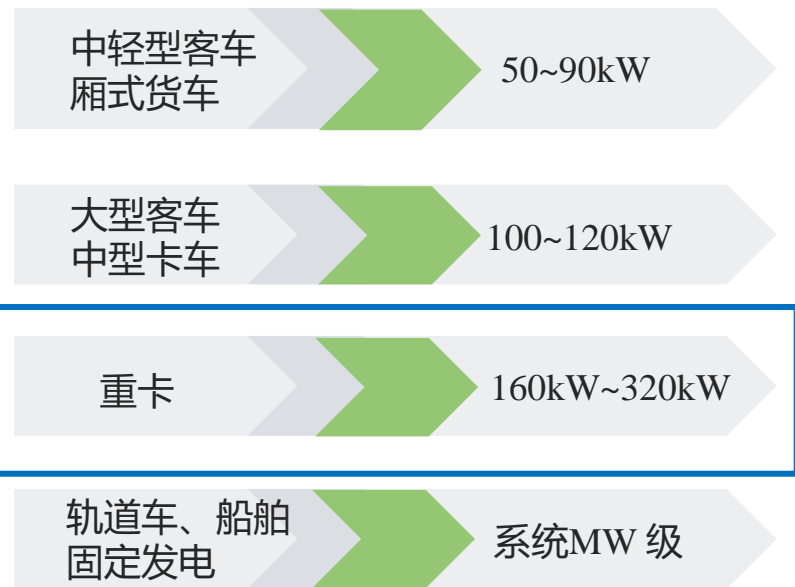 中轻型客车
厢式货车
50~90kW
大型客车
中型卡车
100~120kW
重卡
160kW~320kW
轨道车、船舶
固定发电
系统MW 级